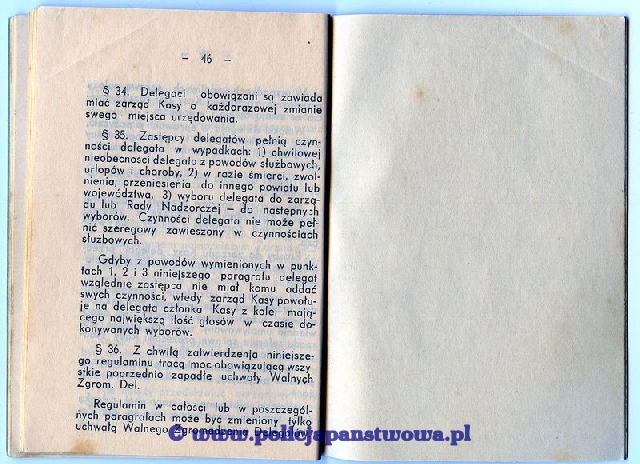 — 46 —
§ 34. Delegaci obowiązani są zawiada
miać zarząd Kasy o każdorazowej zmianie
swego miejsca urzędowania.
§ 35. Zastępcy delegatów pełnią czyn-
ności delegata w wypadkach: 1) chwilowej
nieobecności delegata z powodów służbowych,
urlopów i choroby, 2) w razie śmierci, zwol-
nienia, przeniesienia do innego powiatu lub
województwa, 3) wyboru delegata do zarzą-
du lub Rady Nadzorczej — do następnych
wyborów. Czynności delegata nie może peł-
nić szeregowy zawieszony w czynnościach
służbowych.
Gdyby z powodów wymienionych w punk-
tach 1, 2 i 3 niniejszego paragrafu delegat
względnie zastępca nie miał komu oddać
swych czynności, wtedy zarząd Kasy powołu-
je na delegata członka Kasy z koła mają-
cego największą ilość głosów w czasie do-
konywanych wyborów.
§ 36. Z chwilą zatwierdzenia niniejsze-
go regulaminu tracą moc obowiązującą wszy
stkie poprzednio zapadłe uchwały Walnych
Zgrom. Del.
Regulamin w całości lub w poszczegól-
nych paragrafach może być zmieniony tylko
uchwałą Walnego Zgromadzenia Delegatów
© www.policjapanstwowa.pl